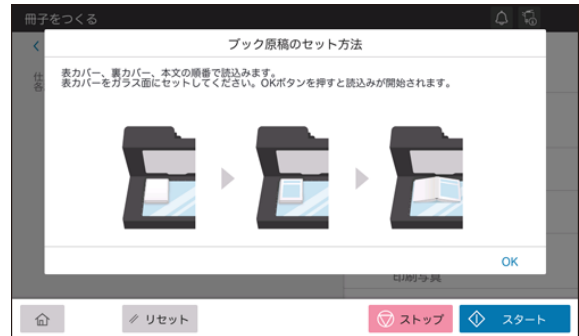 冊子をつくる
ブック原稿のセット方法
仕
各
表カバー、裏カバー、本文の順番で読込みます。
表カバーをガラス面にセットしてください。OKボタンを押すと読込みが開始されます。
OK
印刷写真
リセット
ストップ
スタート